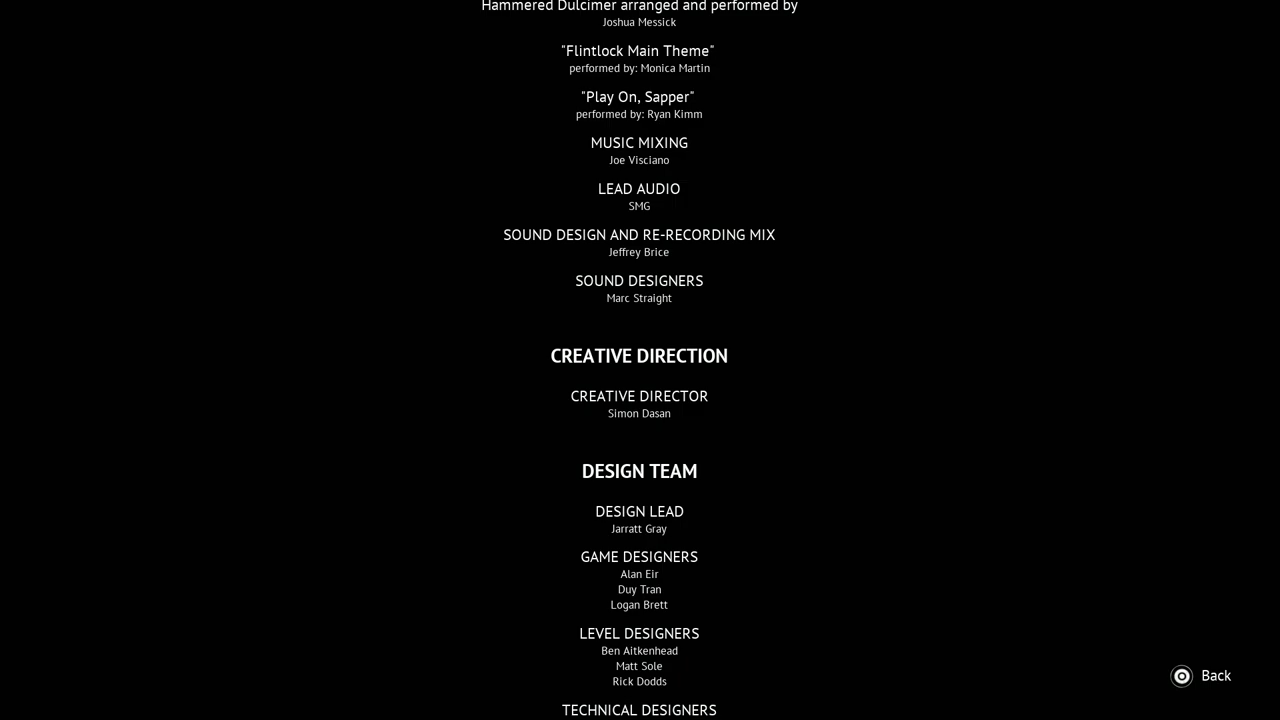 Hammered Dulcimer arranged and performed by
Joshua Messick
"Flintlock Main Theme"
performed by: Monica Martin
"Play On, Sapper"
performed by: Ryan Kimm
MUSIC MIXING
Joe Visciano
LEAD AUDIO
SMG
SOUND DESIGN AND RE-RECORDING MIX
Jeffrey Brice
SOUND DESIGNERS
Marc Straight
CREATIVE DIRECTION
CREATIVE DIRECTOR
Simon Dasan
DESIGN TEAM
DESIGN LEAD
Jarratt Gray
GAME DESIGNERS
Alan Eir
Duy Tran
Logan Brett
LEVEL DESIGNERS
Ben Aitkenhead
Matt Sole
Rick Dodds
Back
TECHNICAL DESIGNERS